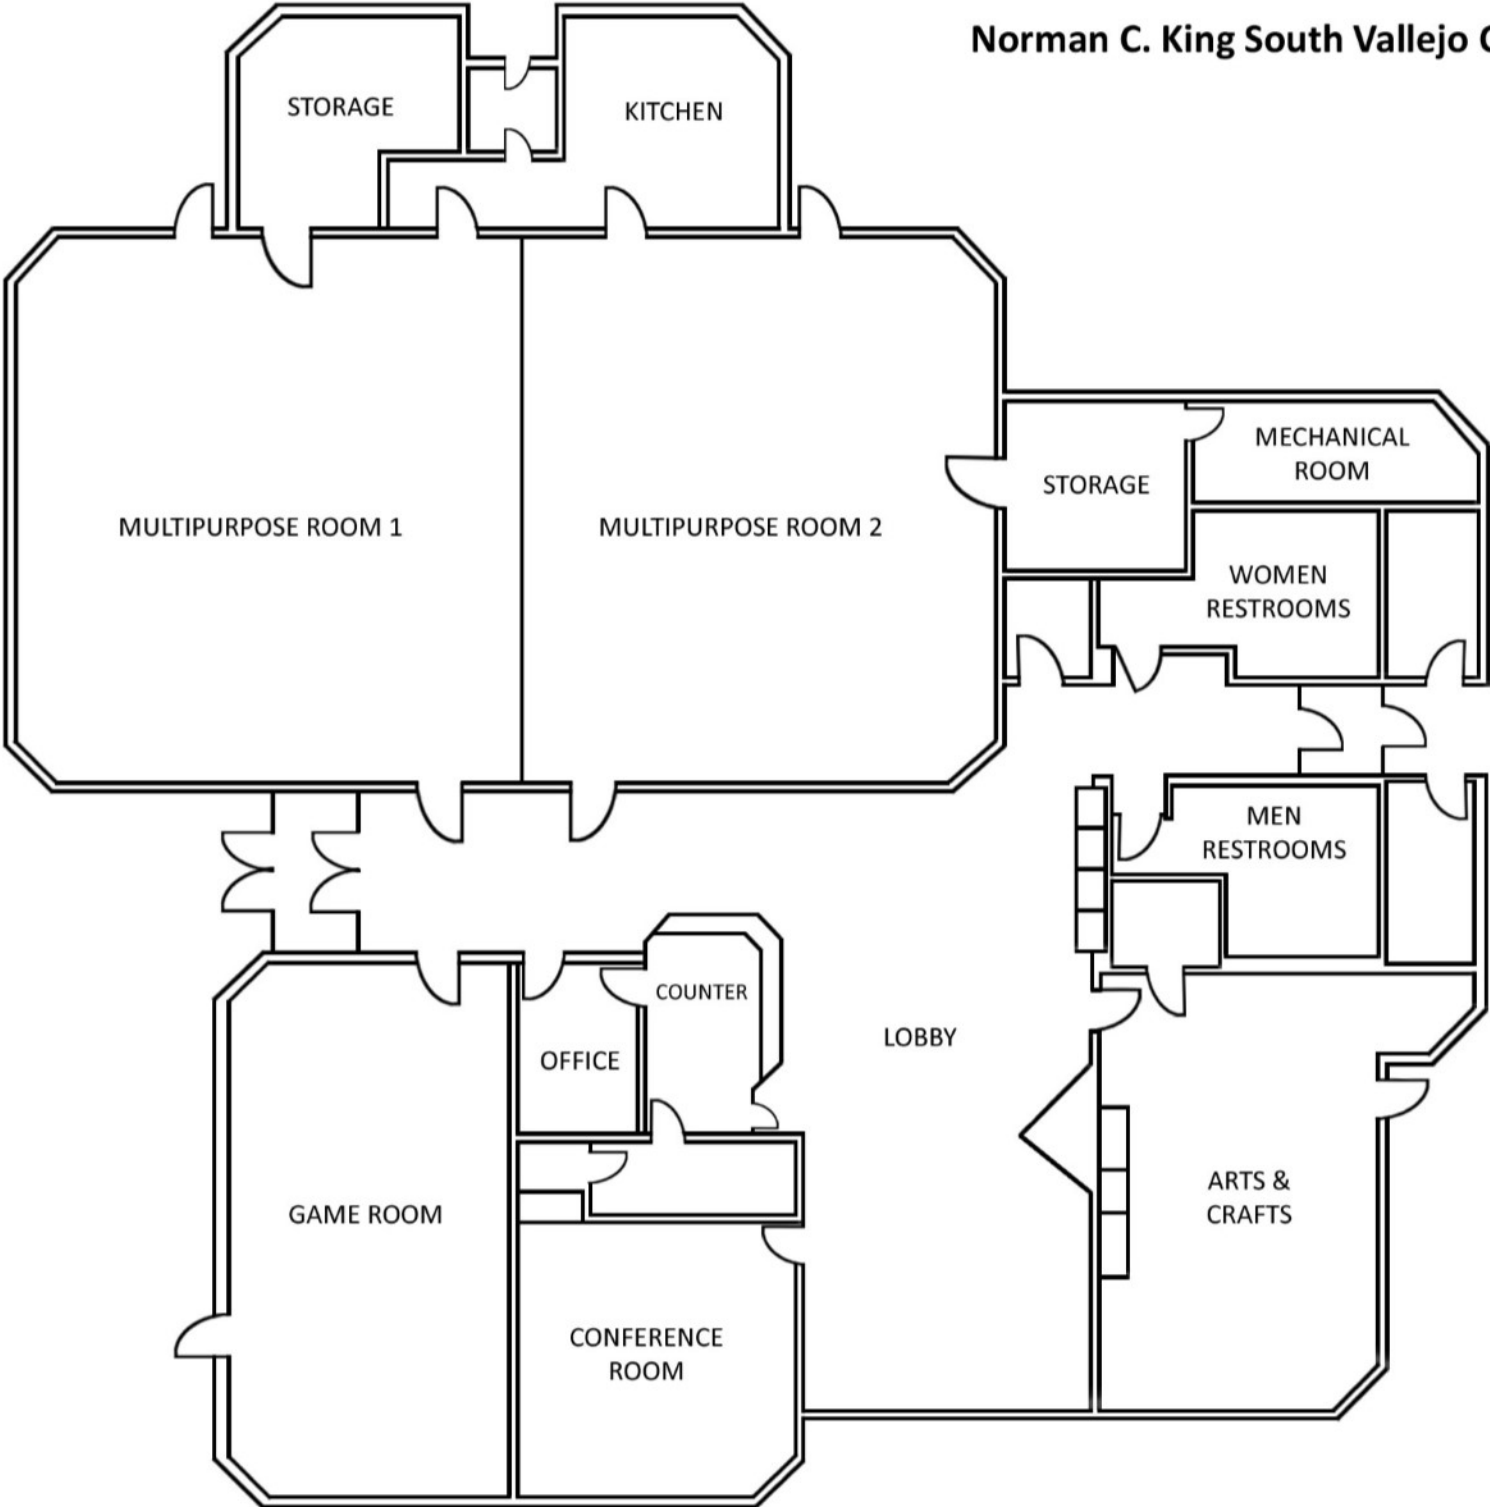 Norman C. King South Vallejo
STORAGE
KITCHEN
MECHANICAL
ROOM
STORAGE
MULTIPURPOSE ROOM 1
MULTIPURPOSE ROOM 2
WOMEN
RESTROOMS
MEN
RESTROOMS
COUNTER
LOBBY
OFFICE
ARTS &
CRAFTS
GAME ROOM
CONFERENCE
ROOM